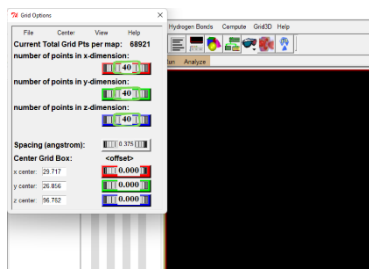 Grid Options
File Center View Help
Current Total Grid Pts per map: 68921
number of points in x-dimension:
40
number of points in y-dimension:
40
number of points in z-dimension:
40
Spacing (angstrom): 0.375
Center Grid Box: <offset>
x center: 29.717 0.000
y center: 26.856 0.000
z center: 96.782 0.000
Hydrogen Bonds Compute Grid3D Help
Analyze